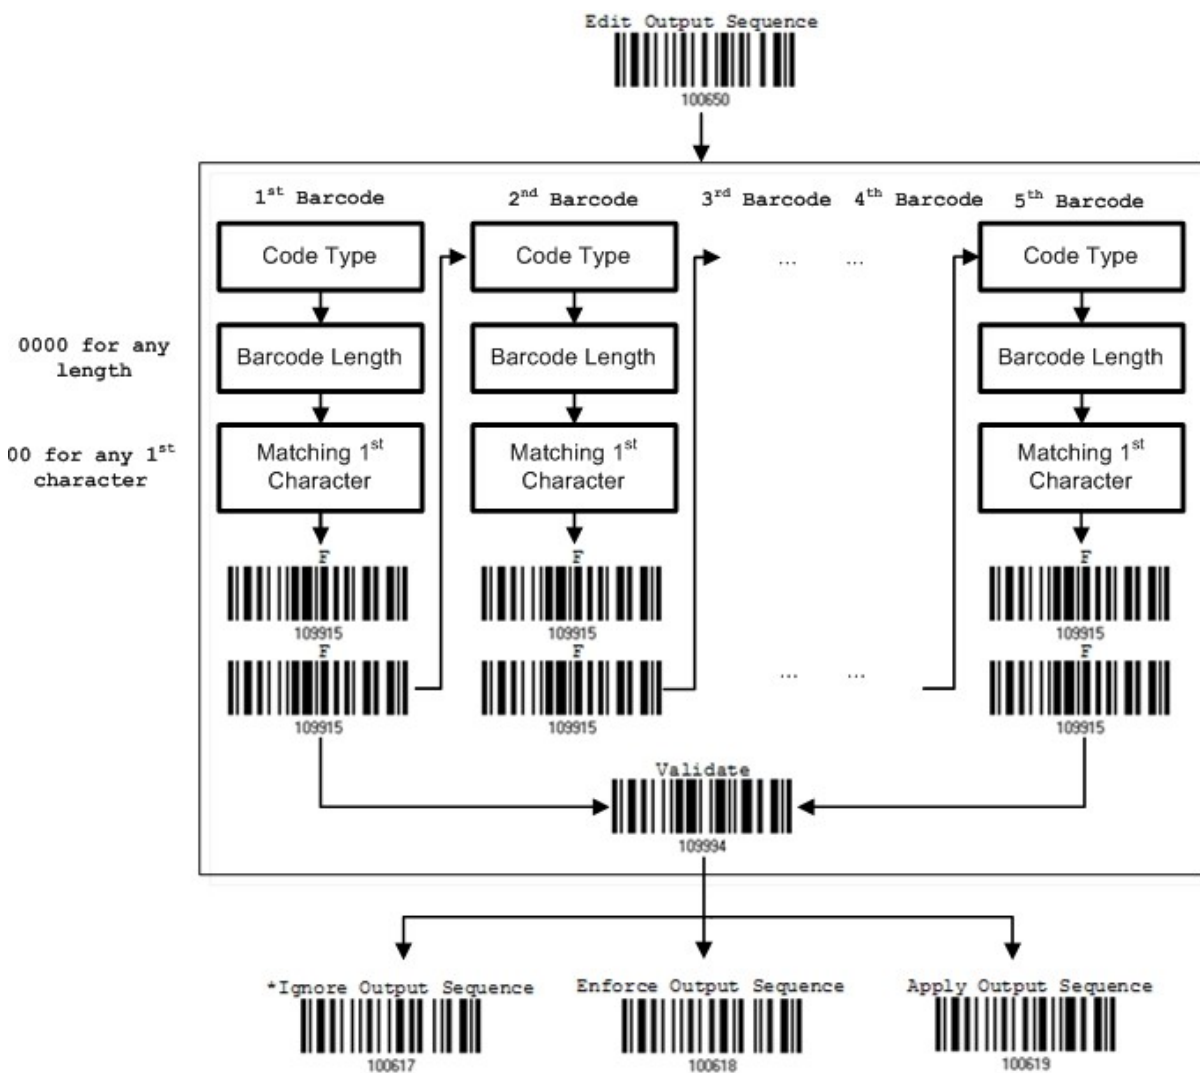 Edit Output Sequence
100650
1st Barcode
2nd Barcode
3rd Barcode
4th Barcode
5th Barcode
Code Type
Code Type
... ...
Code Type
0000 for any
length
Barcode Length
Barcode Length
Barcode Length
00 for any 1st
character
Matching 1st
Character
Matching 1st
Character
Matching 1st
Character
F
F
F
109915
109915
109915
F
F
F
... ...
109915
109915
109915
Validate
109994
*Ignore Output Sequence
Enforce Output Sequence
Apply Output Sequence
100617
100618
100619